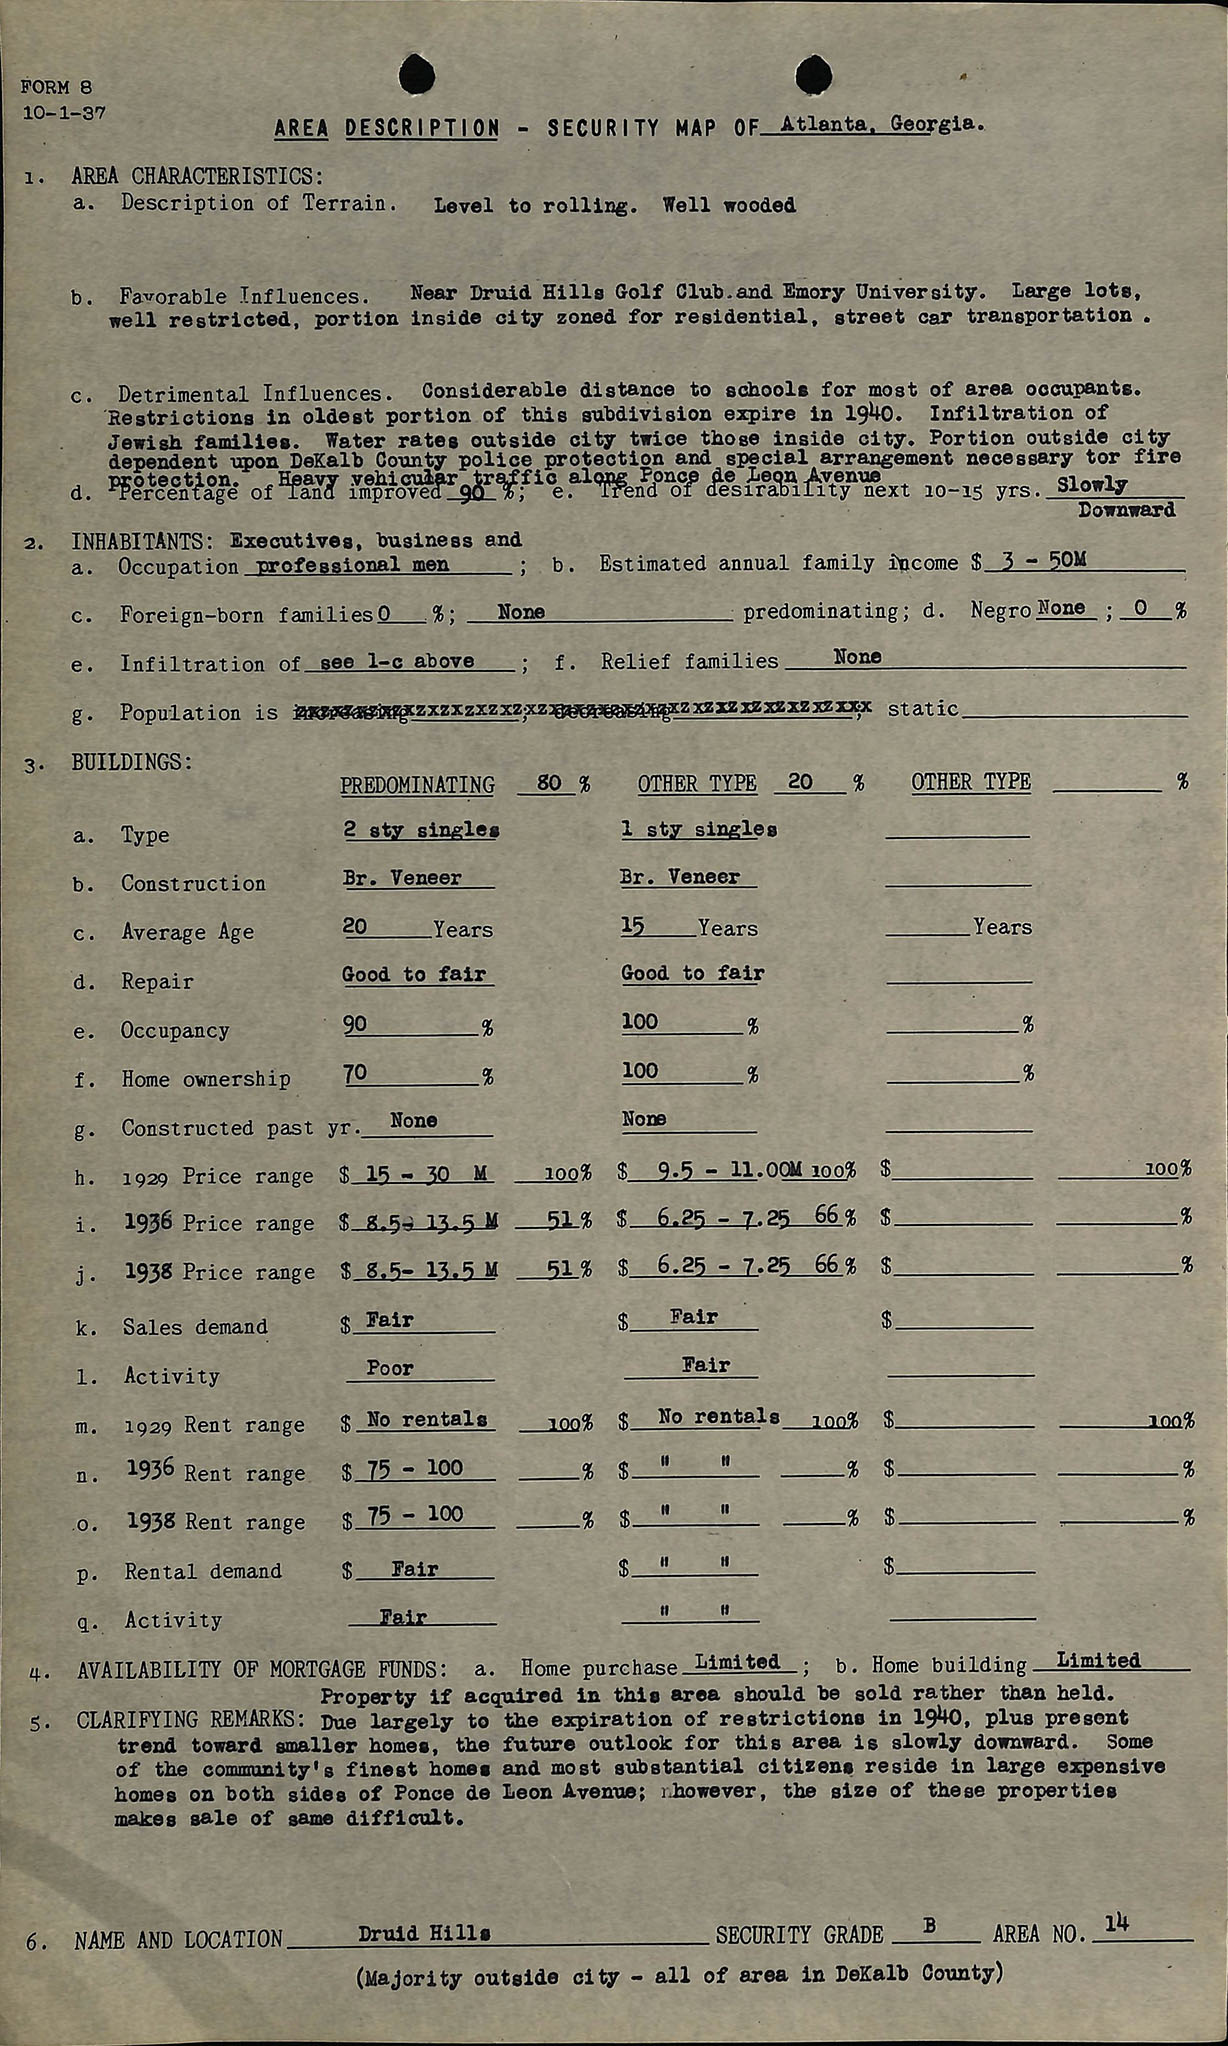 FORM 8
10-1-37
AREA DESCRIPTION - SECURITY MAP OF Atlanta, Georgia.
1. AREA CHARACTERISTICS:
a. Description of Terrain. Level to rolling. Well wooded
b. Favorable Influences. Near Druid Hills Golf Club.and Emory University. Large lots,
well restricted, portion inside city zoned for residential, street car transportation .
c. Detrimental Influences. Considerable distance to schools for most of area occupants.
Restrictions in oldest portion of this subdivision expire in 1940. Infiltration of
Jewish families. Water rates outside city twice those inside city. Portion outside city
dependent upon DeKalb County police protection and special arrangement necessary tor fire
protection. Heavy vehicular traffic along Ponce de Leon Avenue
d. Percentage of land improved 90 %; e. Trend of desirability next 10-15 yrs. Slowly
Downward
2. INHABITANTS: Executives, business and
a. Occupation professional men ; b. Estimated annual family income $ 3 - 50M
c. Foreign-born families 0 %; None predominating; d. Negro None ; 0 %
e. Infiltration of see 1-c above ; f. Relief families None
g. Population is static
3. BUILDINGS:
PREDOMINATING 80 % OTHER TYPE 20 % OTHER TYPE %
a. Type 2 sty singles 1 sty singles
b. Construction Br. Veneer Br. Veneer
c. Average Age 20 Years 15 Years Years
d. Repair Good to fair Good to fair
e. Occupancy 90 % 100 % %
f. Home ownership 70 % 100 % %
g. Constructed past yr. None None
h. 1929 Price range $ 15 - 30 M 100% $ 9.5 - 11.00M 100% $ 100%
i. 1936 Price range $ 8.5- 13.5 M 51% $ 6.25 - 7.25 66% $ %
j. 1938 Price range $ 8.5- 13.5 M 51% $ 6.25 - 7.25 66% $ %
k. Sales demand $ Fair $ Fair $
l. Activity Poor Fair
m. 1929 Rent range $ No rentals 100% $ No rentals 100% $ 100%
n. 1936 Rent range $ 75 - 100 % $ " " % $ %
o. 1938 Rent range $ 75 - 100 % $ " " % $ %
p. Rental demand $ Fair $ " " $
q. Activity Fair " "
4. AVAILABILITY OF MORTGAGE FUNDS: a. Home purchase Limited ; b. Home building Limited
Property if acquired in this area should be sold rather than held.
5. CLARIFYING REMARKS: Due largely to the expiration of restrictions in 1940, plus present
trend toward smaller homes, the future outlook for this area is slowly downward. Some
of the community's finest homes and most substantial citizens reside in large expensive
homes on both sides of Ponce de Leon Avenue; however, the size of these properties
makes sale of same difficult.
6. NAME AND LOCATION Druid Hills SECURITY GRADE B AREA NO. 14
(Majority outside city - all of area in DeKalb County)